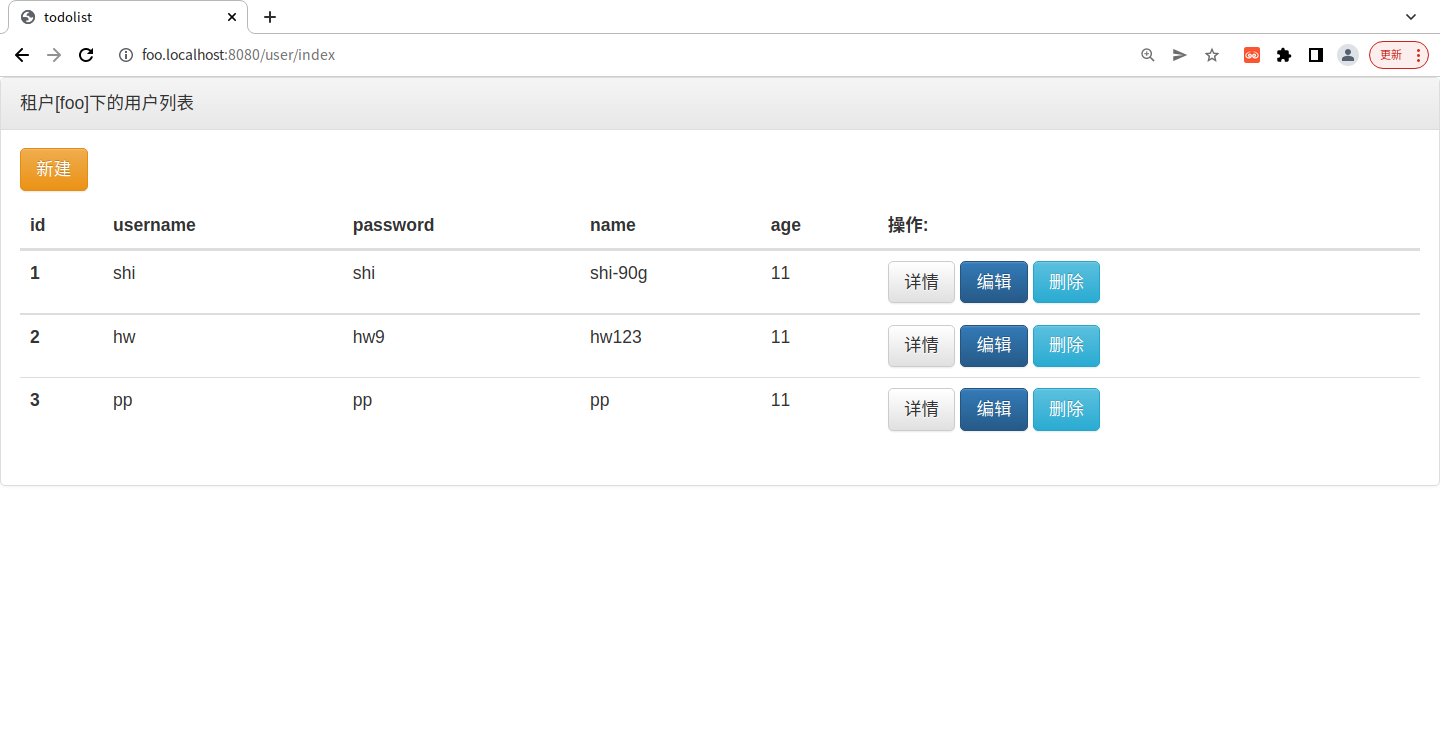 todolist
foo.localhost:8080/user/index
更新
租户[foo]下的用户列表
新建
id username password name age 操作:
1 shi shi shi-90g 11 详情 编辑 删除
2 hw hw9 hw123 11 详情 编辑 删除
3 pp pp pp 11 详情 编辑 删除